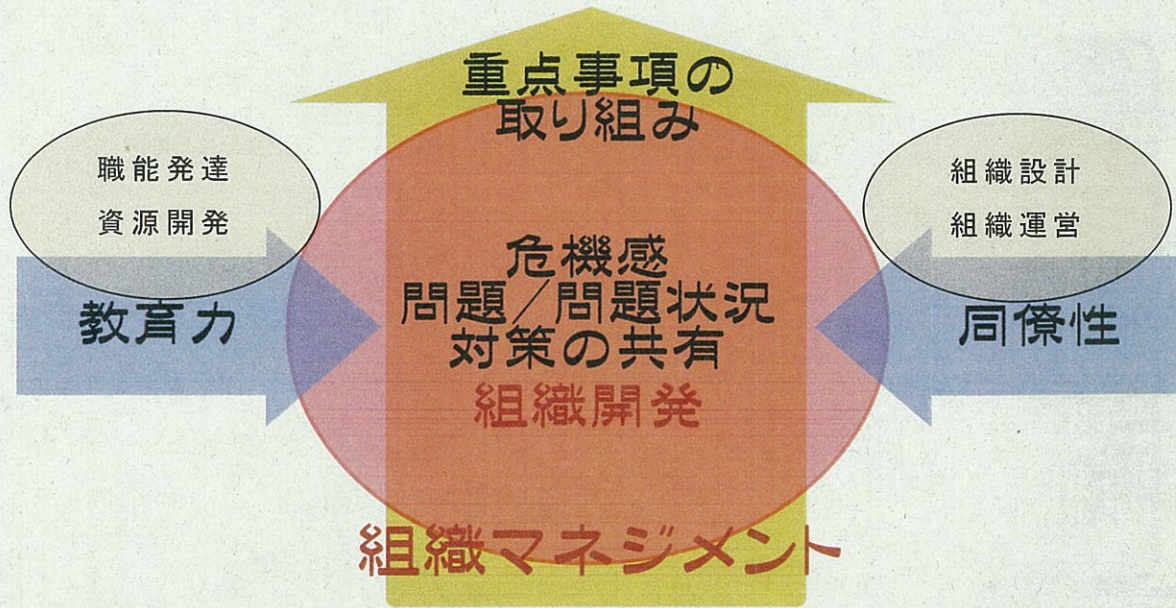 重点事項の
取り組み
職能発達
資源開発
教育力
危機感
問題/問題状況
対策の共有
組織開発
組織設計
組織運営
同僚性
組織マネジメント